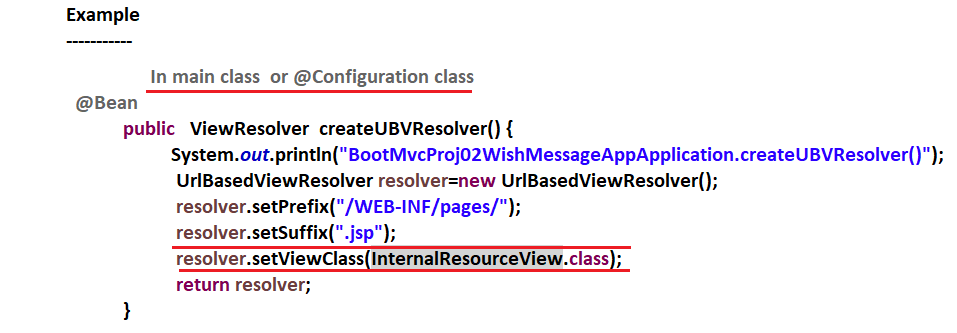 Example
-----------
In main class or @Configuration class
@Bean
public ViewResolver createUBVResolver() {
System.out.println("BootMvcProj02WishMessageAppApplication.createUBVResolver()");
UrlBasedViewResolver resolver=new UrlBasedViewResolver();
resolver.setPrefix("/WEB-INF/pages/");
resolver.setSuffix(".jsp");
resolver.setViewClass(InternalResourceView.class);
return resolver;
}